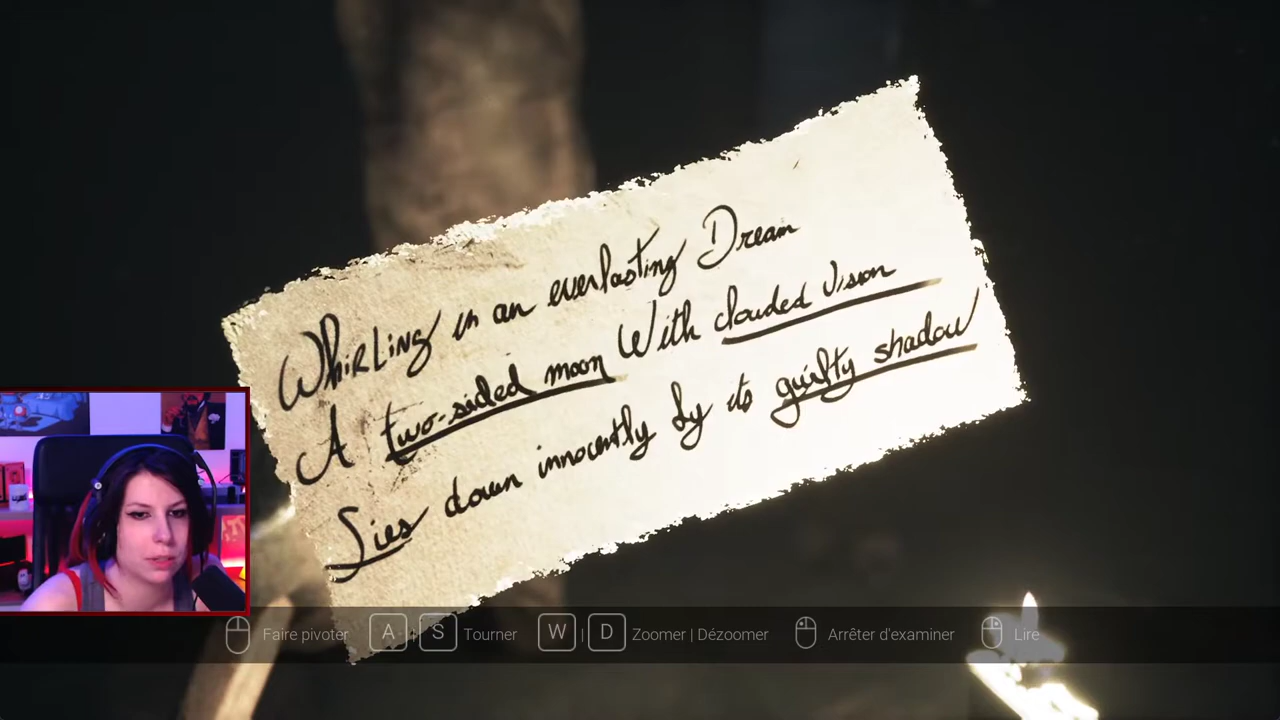 Whirling in an everlasting Dream
A two-sided moon With clouded Vision
Lies down innocently by its guilty shadow
Faire pivoter A | S Tourner W | D Zoomer | Dézoomer Arrêter d'examiner Lire